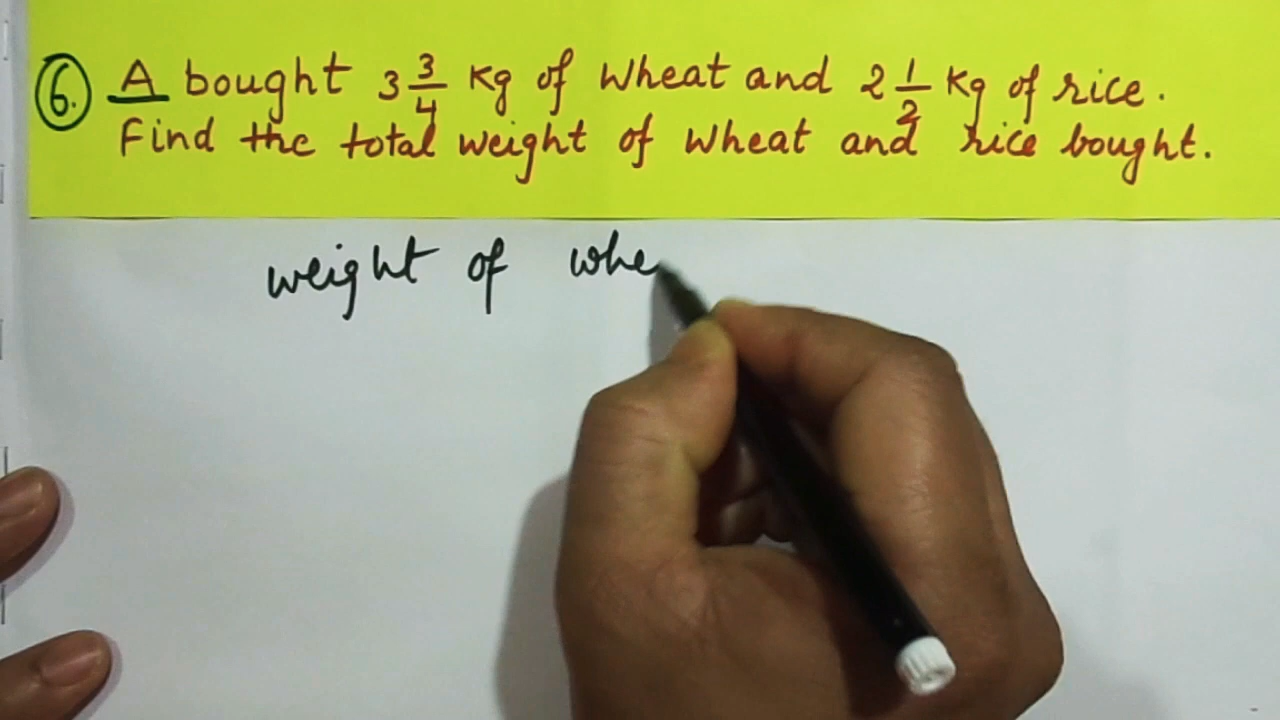 6. A bought 3 3/4 Kg of Wheat and 2 1/2 Kg of rice.
Find the total weight of Wheat and rice bought.
weight of whe